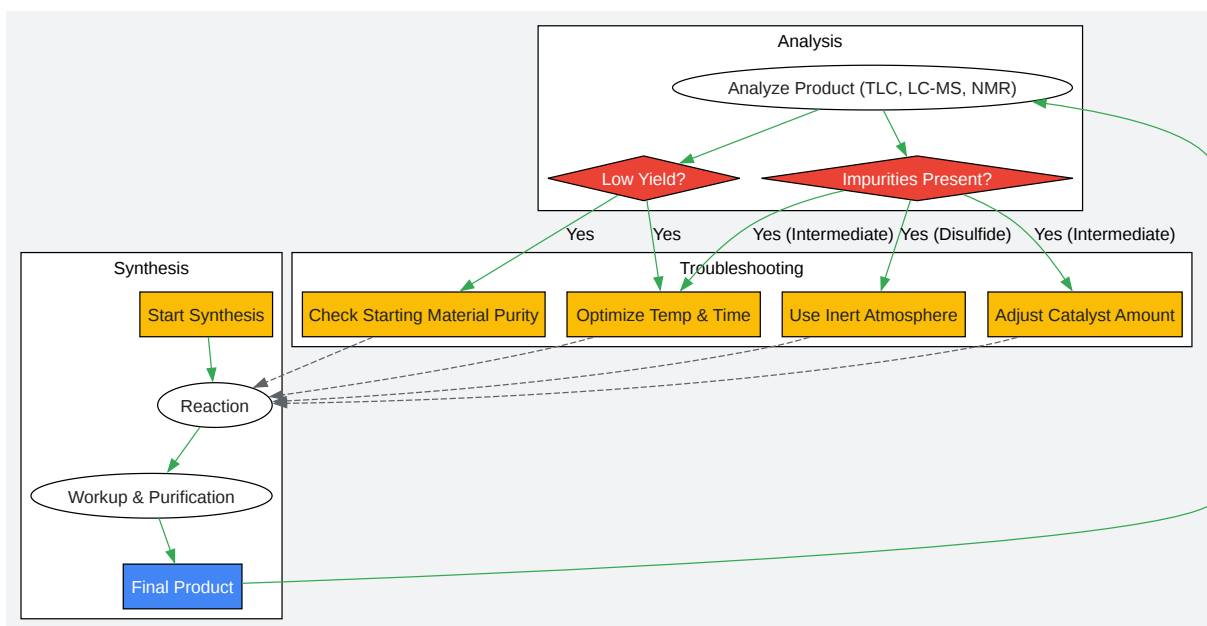 Analysis
Analyze Product (TLC, LC-MS, NMR)
Low Yield?
Impurities Present?
Yes
Yes
Yes (Intermediate)
Yes (Disulfide)
Yes (Intermediate)
Synthesis
Troubleshooting
Start Synthesis
Check Starting Material Purity
Optimize Temp & Time
Use Inert Atmosphere
Adjust Catalyst Amount
Reaction
Workup & Purification
Final Product